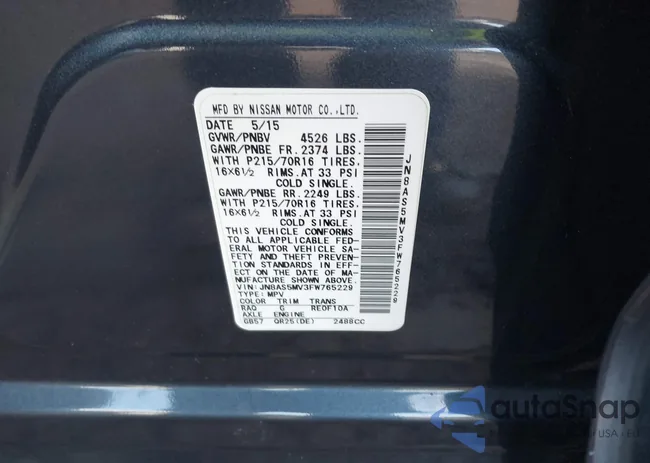 MFD BY NISSAN MOTOR CO.,LTD.
DATE 5/15
GVWR/PNBV 4526 LBS.
GAWR/PNBE FR. 2374 LBS.
WITH P215/70R16 TIRES.
16X6½ RIMS. AT 33 PSI
COLD SINGLE.
GAWR/PNBE RR. 2249 LBS.
WITH P215/70R16 TIRES.
16X6½ RIMS. AT 33 PSI
COLD SINGLE.
THIS VEHICLE CONFORMS
TO ALL APPLICABLE FED-
ERAL MOTOR VEHICLE SA-
FETY AND THEFT PREVENTION
STANDARDS IN EFF-
ECT ON THE DATE OF MA-
NUFACTURE SHOWN ABOVE.
VIN: JN8AS5MV3FW765229
TYPE: MPV
COLOR TRIM TRANS
RAQ G RE0F10A
AXLE ENGINE
GB57 QR25(DE) 2488CC
JN8AS5MV3FW765229
autoSnap
USA